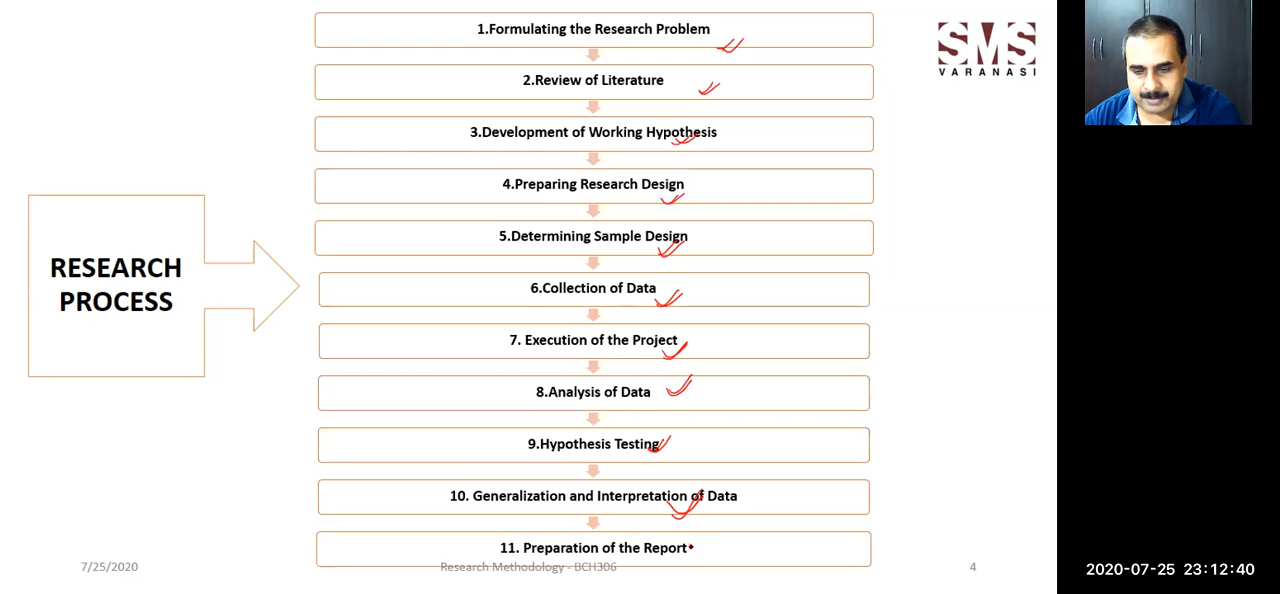 1.Formulating the Research Problem
SMS
VARANASI
2.Review of Literature
3.Development of Working Hypothesis
4.Preparing Research Design
5.Determining Sample Design
RESEARCH
PROCESS
6.Collection of Data
7. Execution of the Project
8.Analysis of Data
9.Hypothesis Testing
10. Generalization and Interpretation of Data
11. Preparation of the Report
7/25/2020
Research Methodology - BCH306
4
2020-07-25 23:12:40